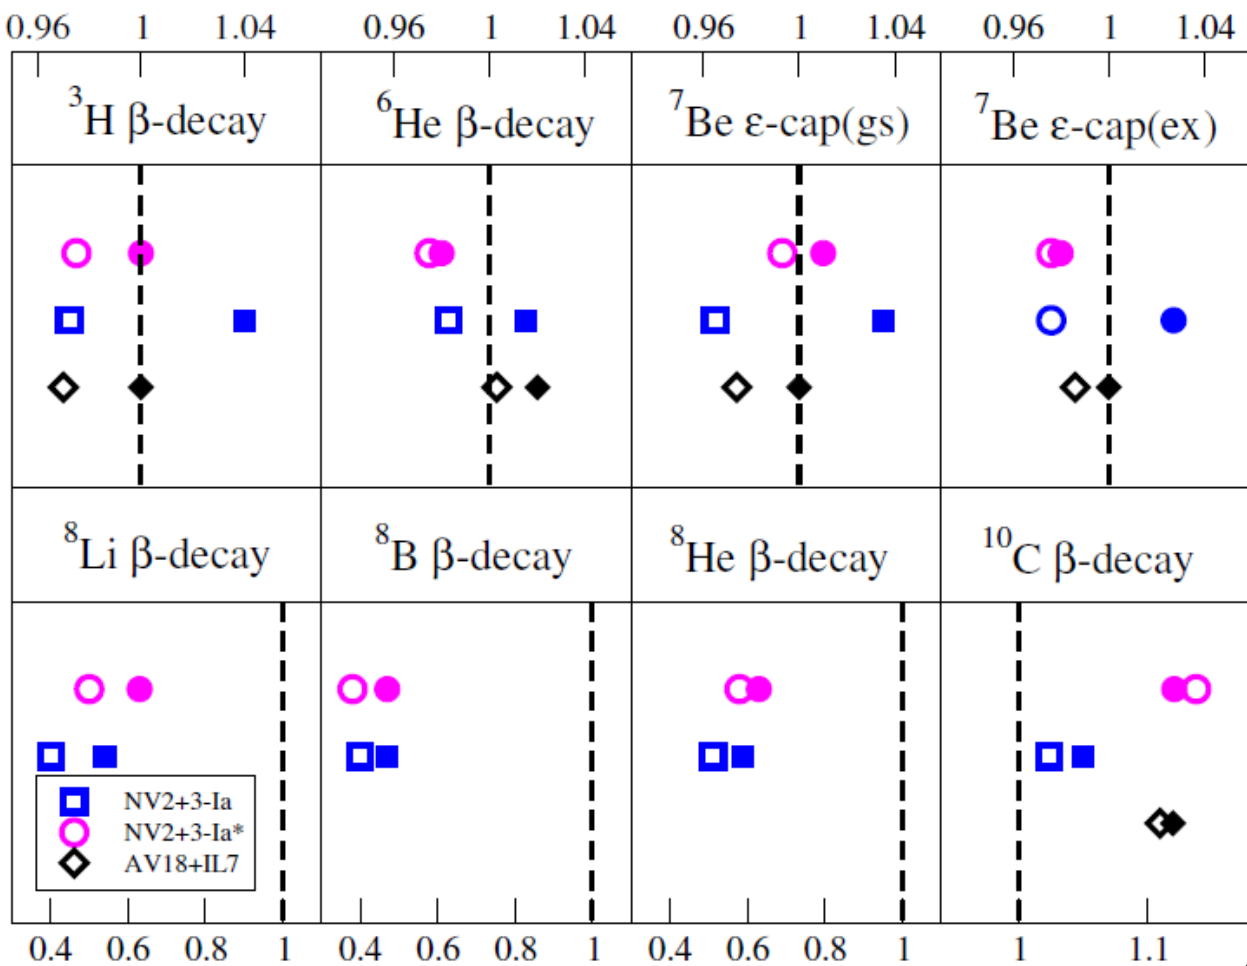 0.96 1 1.04 0.96 1 1.04 0.96 1 1.04 0.96 1 1.04
³H β-decay ⁶He β-decay ⁷Be ε-cap(gs) ⁷Be ε-cap(ex)
⁸Li β-decay ⁸B β-decay ⁸He β-decay ¹⁰C β-decay
NV2+3-Ia
NV2+3-Ia*
AV18+IL7
0.4 0.6 0.8 1 0.4 0.6 0.8 1 0.4 0.6 0.8 1 1 1.1